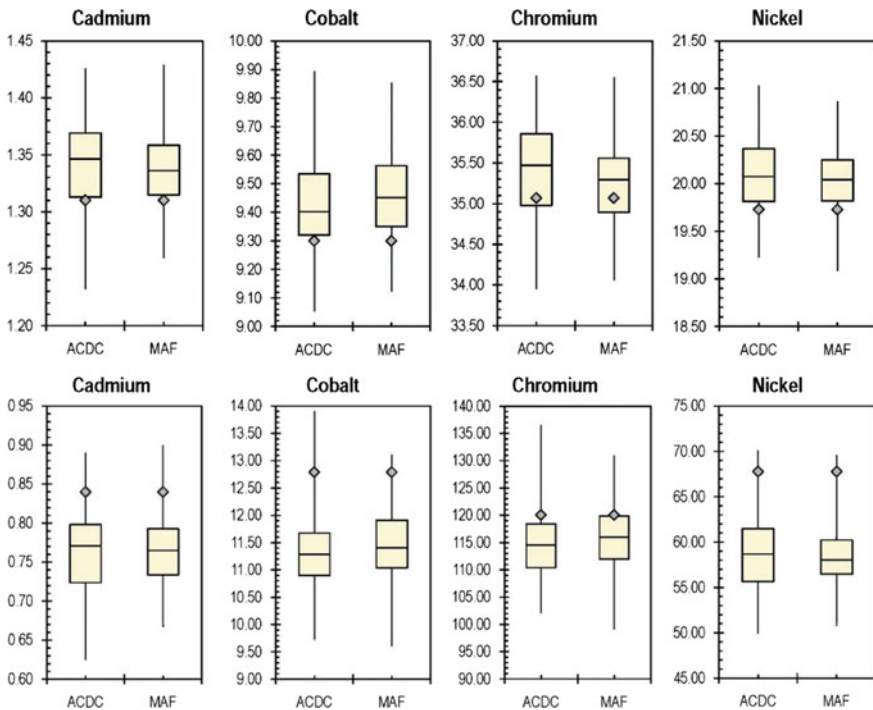 Cadmium Cobalt Chromium Nickel
1.45 10.00 37.00 21.50
9.90 36.50 21.00
1.40 9.80 36.00 20.50
9.70
1.35 9.60 35.50 20.00
9.50
1.30 9.40 35.00 19.50
9.30 34.50
1.25 9.20 34.00 19.00
9.10
1.20 9.00 33.50 18.50
ACDC MAF ACDC MAF ACDC MAF ACDC MAF
Cadmium Cobalt Chromium Nickel
0.95 14.00 140.00 75.00
0.90 13.00 135.00 70.00
0.85 12.50 130.00
0.80 11.50 125.00 65.00
0.75 11.00 120.00 60.00
0.70 10.00 115.00 55.00
0.65 9.50 110.00 50.00
0.60 9.00 105.00 45.00
100.00
95.00
90.00
ACDC MAF ACDC MAF ACDC MAF ACDC MAF